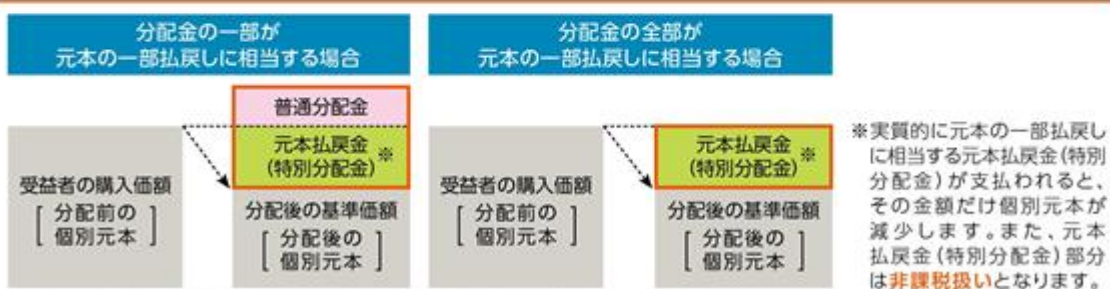 分配金の一部が
元本の一部払戻しに相当する場合
普通分配金
元本払戻金
(特別分配金)
※
受益者の購入価額
[ 分配前の
個別元本 ]
分配後の基準価額
[ 分配後の
個別元本 ]
分配金の全部が
元本の一部払戻しに相当する場合
元本払戻金
(特別分配金)
※
受益者の購入価額
[ 分配前の
個別元本 ]
分配後の基準価額
[ 分配後の
個別元本 ]
※実質的に元本の一部払戻し
に相当する元本払戻金(特別
分配金)が支払われると、
その金額だけ個別元本が
減少します。また、元本
払戻金(特別分配金)部分
は非課税扱いとなります。